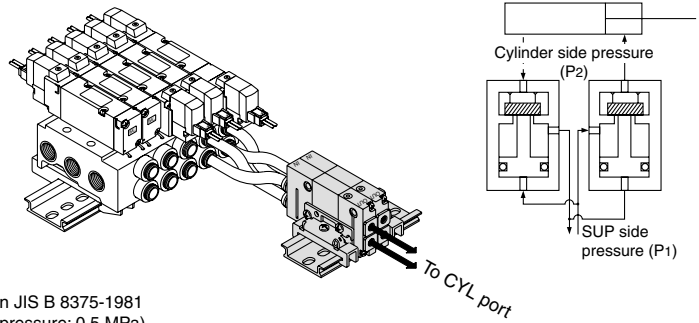 Cylinder side pressure
(P2)
SUP side
pressure (P1)
To CYL port
n JIS B 8375-1981
pressure: 0.5 MPa)